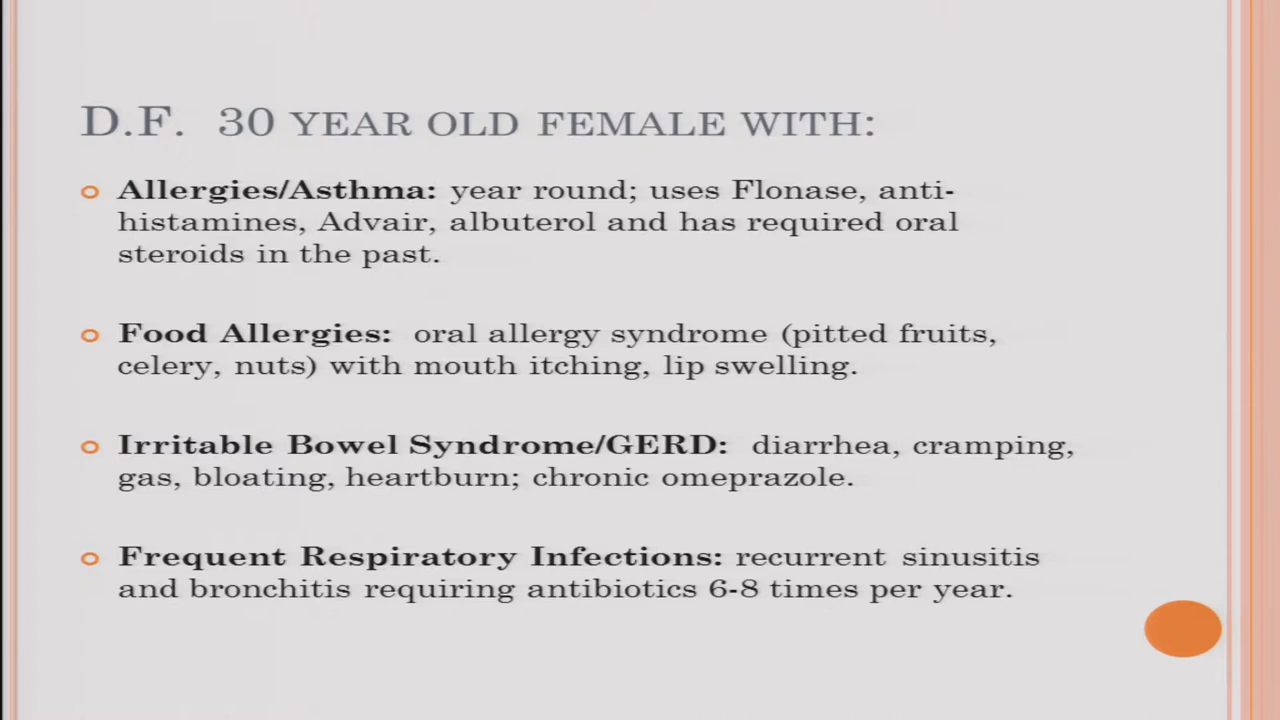 D.F. 30 YEAR OLD FEMALE WITH:
Allergies/Asthma: year round; uses Flonase, anti-
histamines, Advair, albuterol and has required oral
steroids in the past.
Food Allergies: oral allergy syndrome (pitted fruits,
celery, nuts) with mouth itching, lip swelling.
Irritable Bowel Syndrome/GERD: diarrhea, cramping,
gas, bloating, heartburn; chronic omeprazole.
Frequent Respiratory Infections: recurrent sinusitis
and bronchitis requiring antibiotics 6-8 times per year.